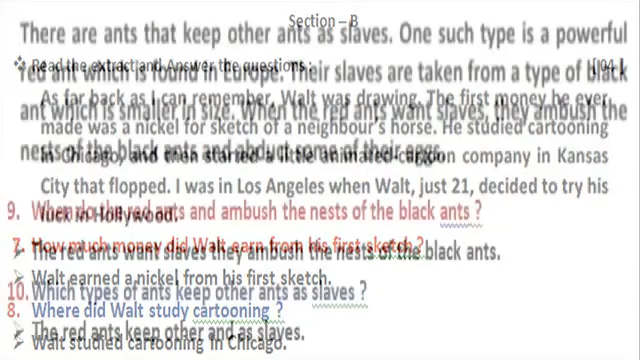 Section – B
There are ants that keep other ants as slaves. One such type is a powerful
❖ Read the extract and Answer the questions : [ 04
red ant which is found in Europe. Their slaves are taken from a type of black
As far back as I can remember, Walt was drawing. The first money he ever
ant which is smaller in size. When the red ants want slaves, they ambush the
made was a nickel for sketch of a neighbour's horse. He studied cartooning
nests of the black ants and abduct some of their eggs.
in Chicago, and then started a little animated-cartoon company in Kansas
City that flopped. I was in Los Angeles when Walt, just 21, decided to try his
luck in Hollywood.
9. When do the red ants and ambush the nests of the black ants ?
7. How much money did Walt earn from his first sketch ?
➢ The red ants want slaves they ambush the nests of the black ants.
➢ Walt earned a nickel from his first sketch.
10. Which types of ants keep other ants as slaves ?
8. Where did Walt study cartooning ?
➢ The red ants keep other and as slaves.
➢ Walt studied cartooning in Chicago.